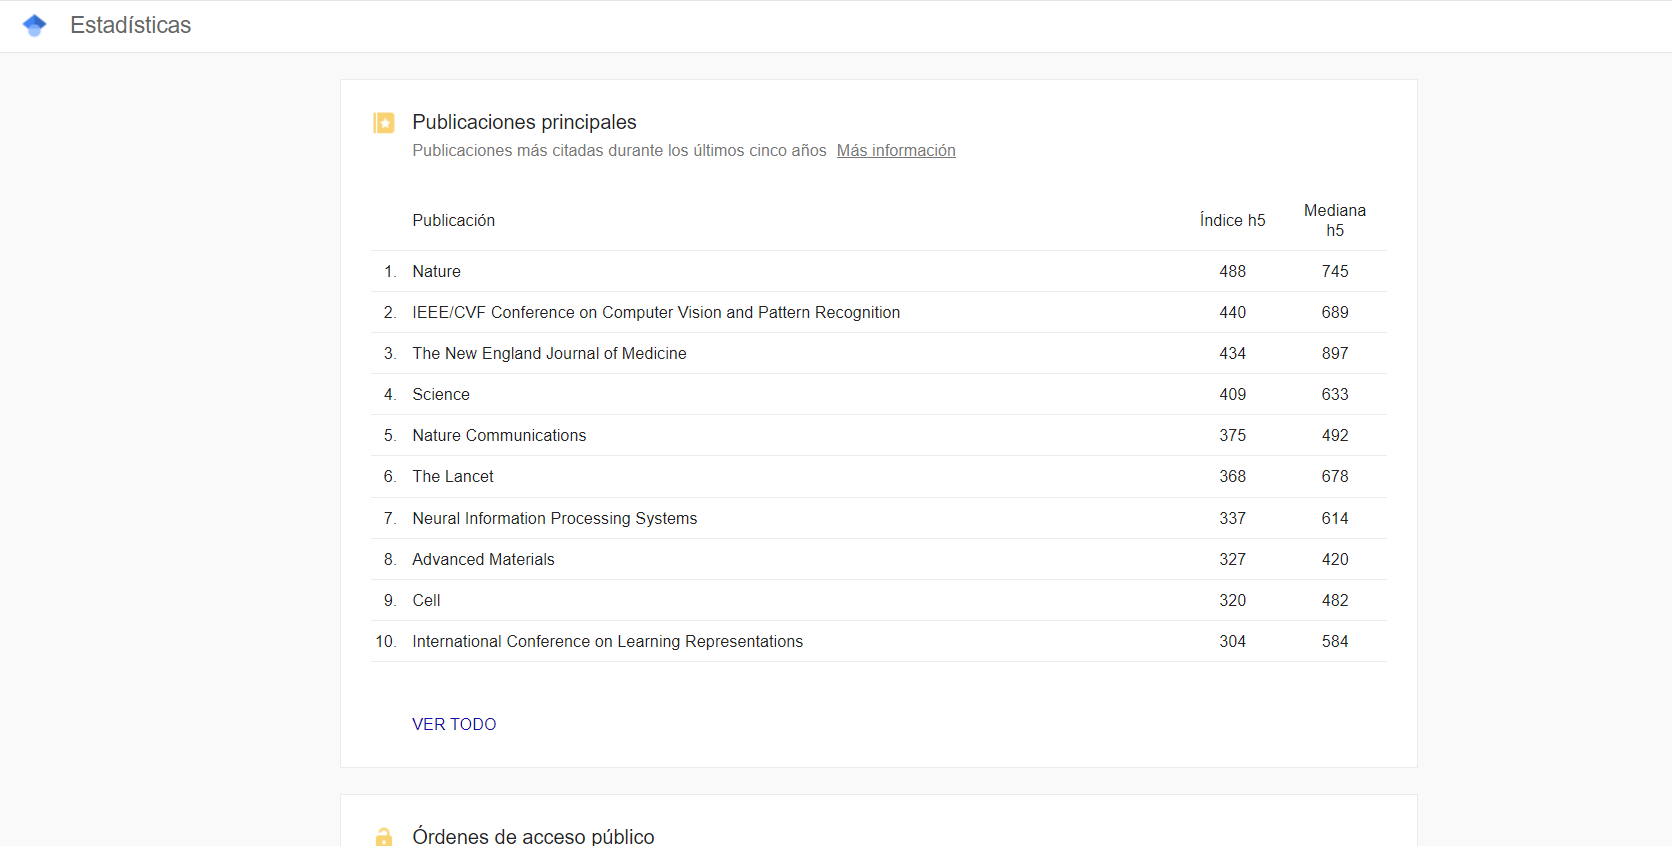 Estadísticas
Publicaciones principales
Publicaciones más citadas durante los últimos cinco años Más información
Publicación Índice h5 Mediana h5
1. Nature 488 745
2. IEEE/CVF Conference on Computer Vision and Pattern Recognition 440 689
3. The New England Journal of Medicine 434 897
4. Science 409 633
5. Nature Communications 375 492
6. The Lancet 368 678
7. Neural Information Processing Systems 337 614
8. Advanced Materials 327 420
9. Cell 320 482
10. International Conference on Learning Representations 304 584
VER TODO
Órdenes de acceso público